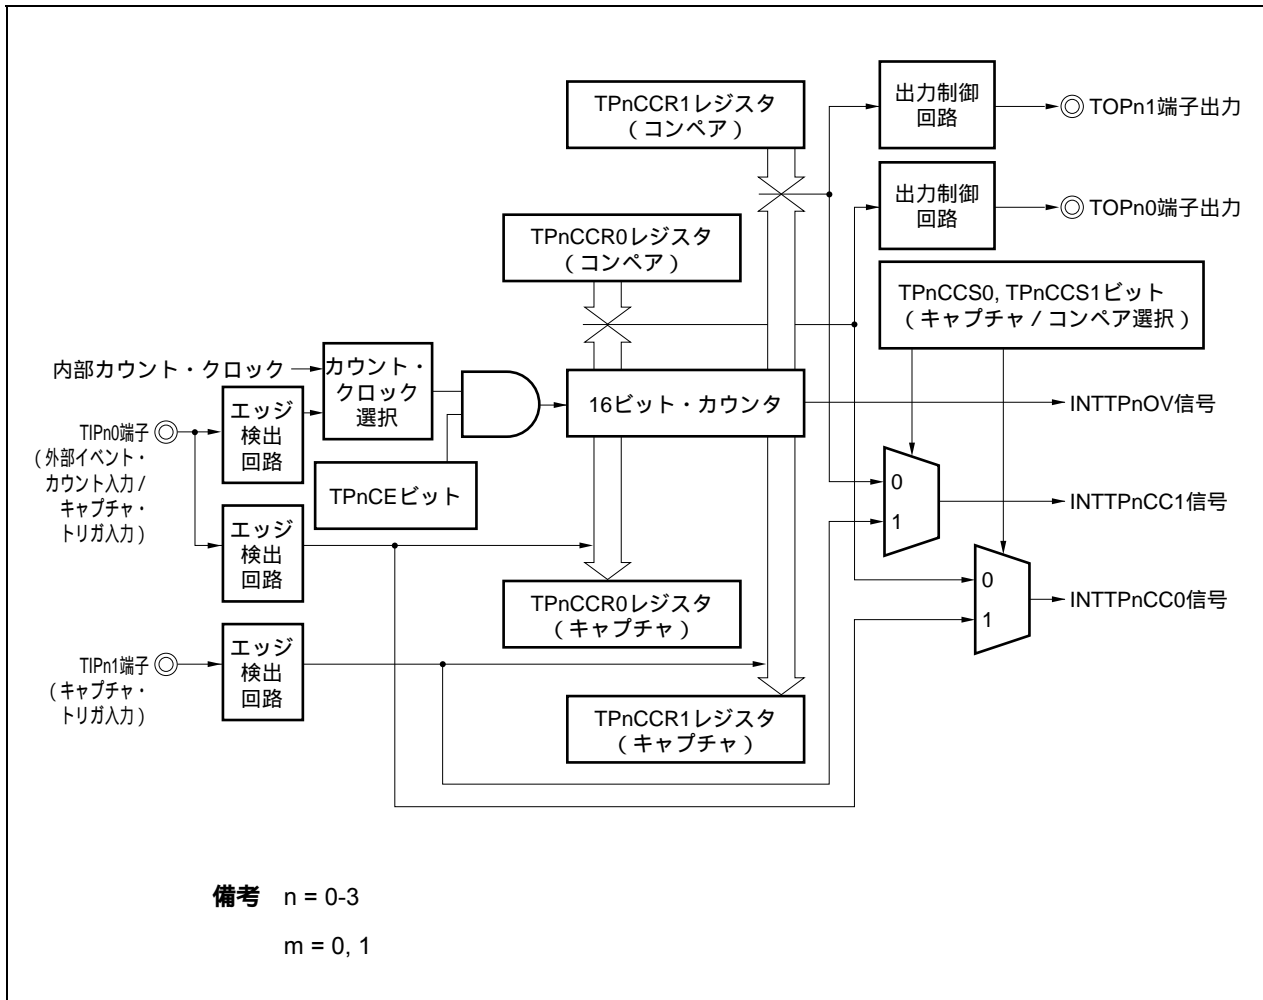 TPnCCR1レジスタ
（コンペア）
出力制御
回路
TOPn1端子出力
出力制御
回路
TOPn0端子出力
TPnCCR0レジスタ
（コンペア）
TPnCCS0, TPnCCS1ビット
（キャプチャ / コンペア選択）
内部カウント・クロック
カウント・
クロック
選択
エッジ
検出
回路
16ビット・カウンタ
INTTPnOV信号
TIPn0端子
（外部イベント・
カウント入力 /
キャプチャ・
トリガ入力）
TPnCEビット
0
1
INTTPnCC1信号
エッジ
検出
回路
TPnCCR0レジスタ
（キャプチャ）
0
1
INTTPnCC0信号
TIPn1端子
（キャプチャ・
トリガ入力）
エッジ
検出
回路
TPnCCR1レジスタ
（キャプチャ）
備考 n = 0-3
m = 0, 1